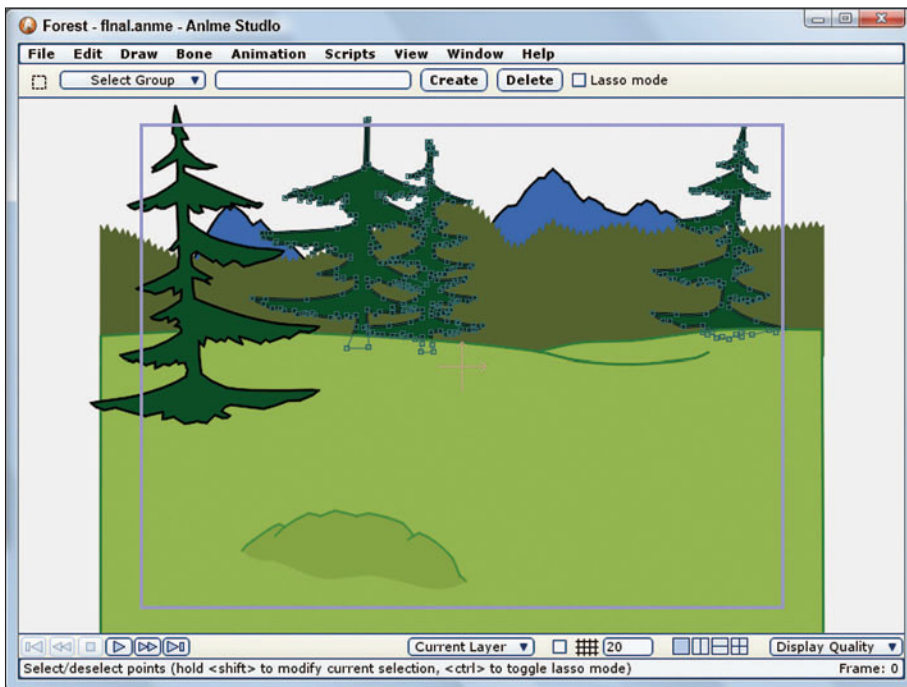 Forest - final.anme - Anime Studio
File Edit Draw Bone Animation Scripts View Window Help
Select Group Create Delete Lasso mode
Current Layer 20 Display Quality
Select/deselect points (hold <shift> to modify current selection, <ctrl> to toggle lasso mode) Frame: 0